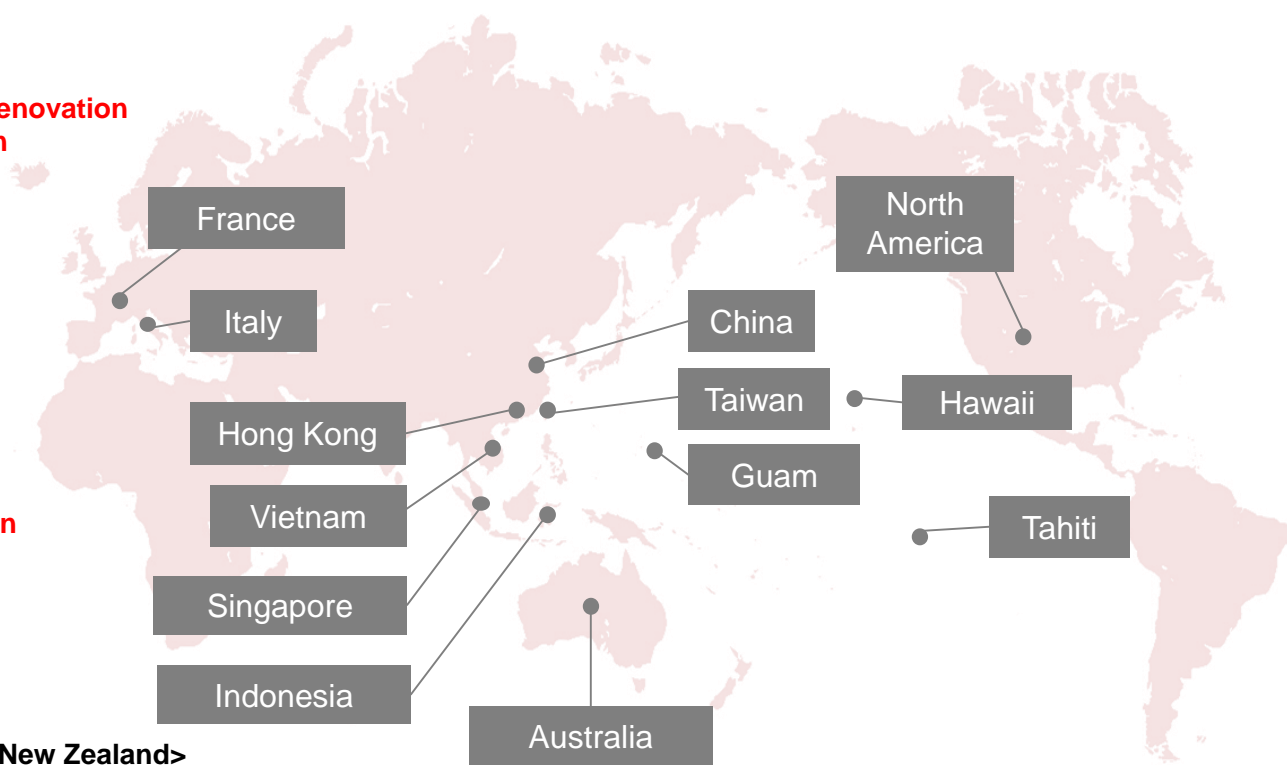 enovation
n
France
North
America
Italy
China
Taiwan
Hawaii
Hong Kong
Guam
Vietnam
n
Tahiti
Singapore
Indonesia
Australia
New Zealand>